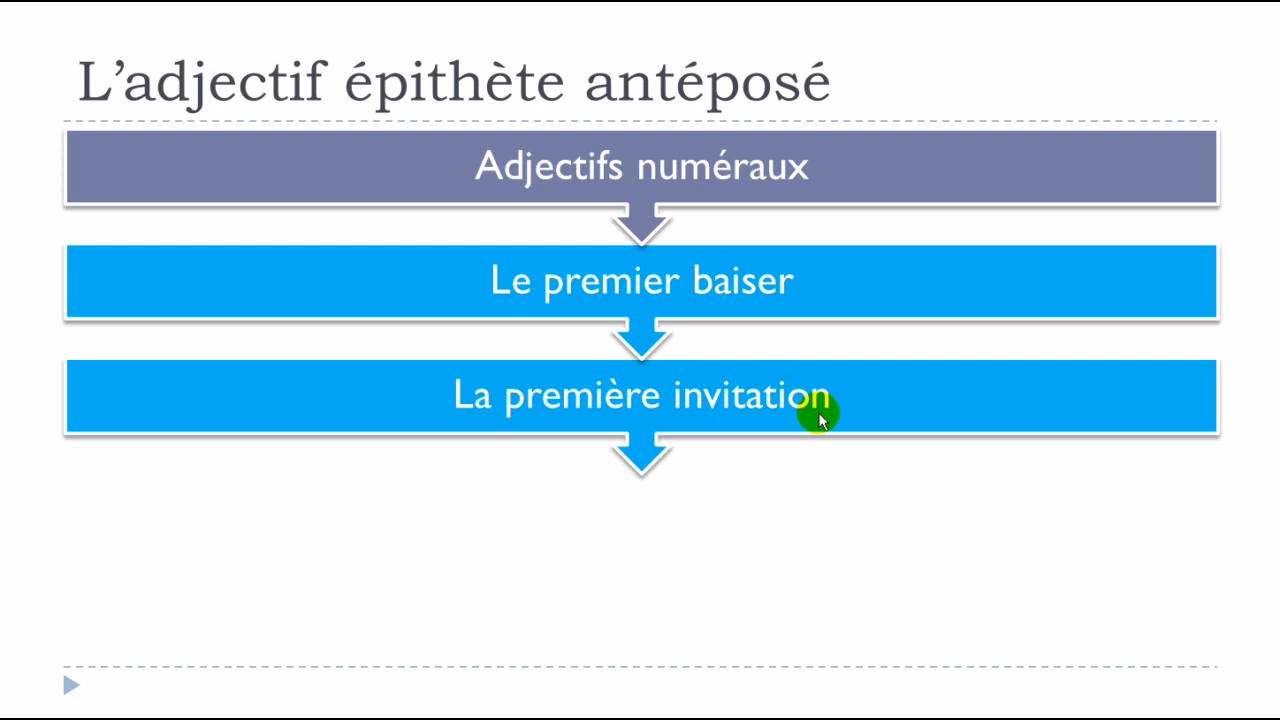 L’adjectif épithète antéposé
Adjectifs numéraux
Le premier baiser
La première invitation